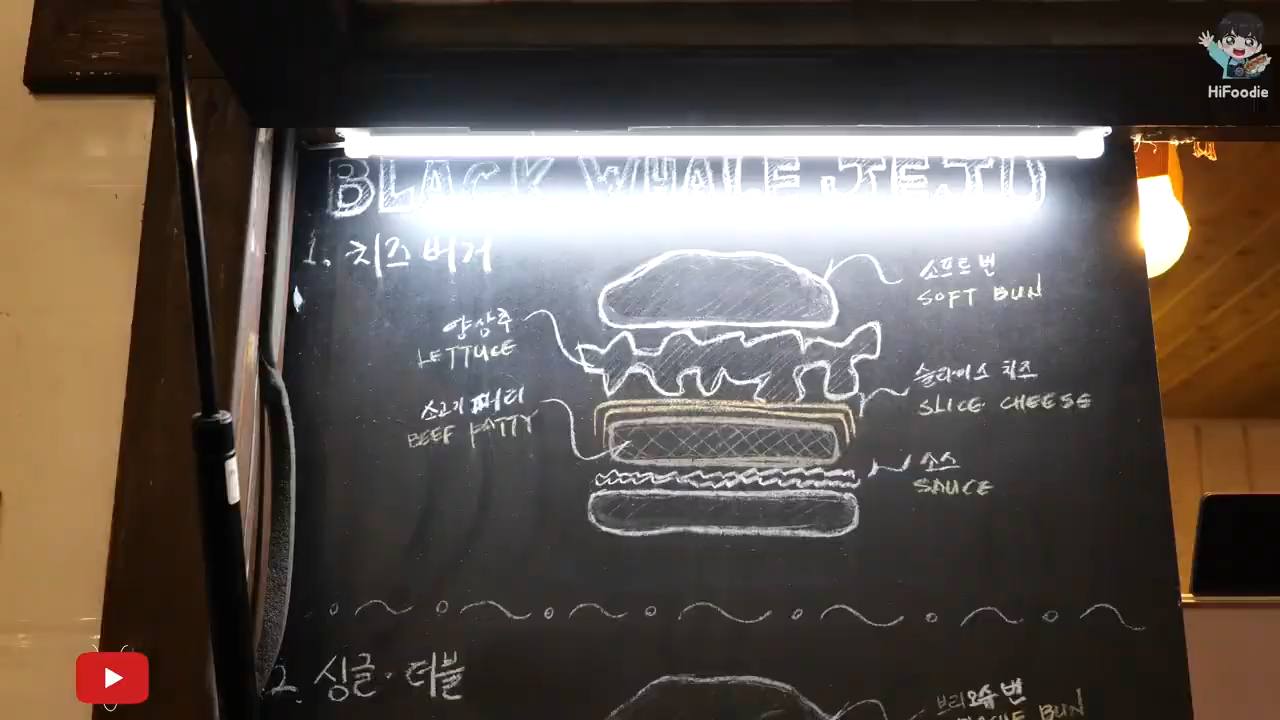 HiFoodie
BLACK WHALE.JEJU
1. 치즈버거
소프트번
SOFT BUN
양상추
LETTUCE
슬라이스 치즈
SLICE CHEESE
소고기 패티
BEEF PATTY
소스
SAUCE
2. 싱글·더블
브리오슈번
BUN